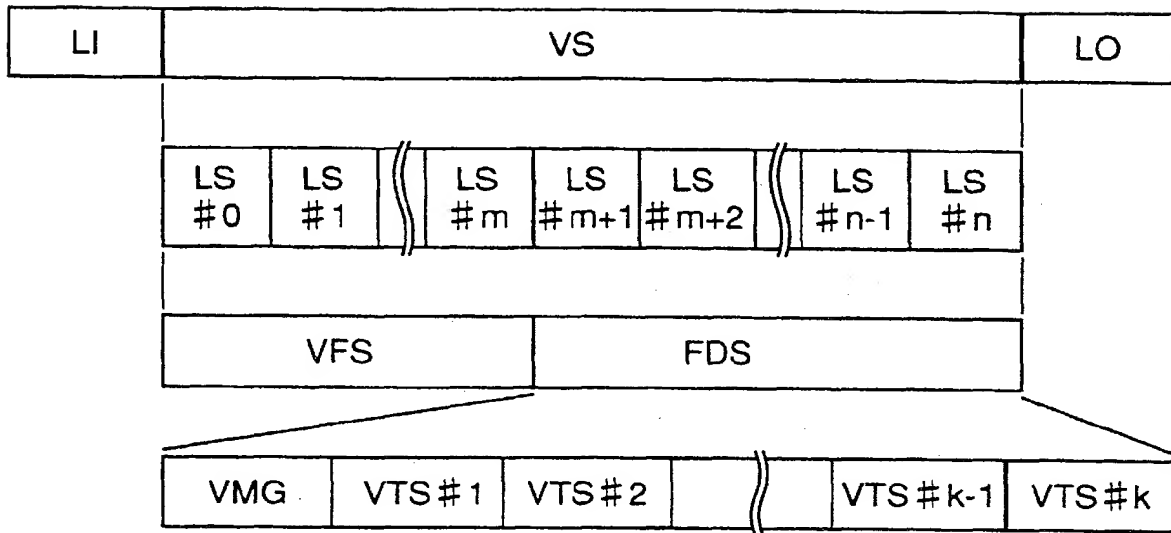 LI VS LO
LS LS LS LS LS LS LS
#0 #1 #m #m+1 #m+2 #n-1 #n
VFS FDS
VMG VTS#1 VTS#2 VTS#k-1 VTS#k